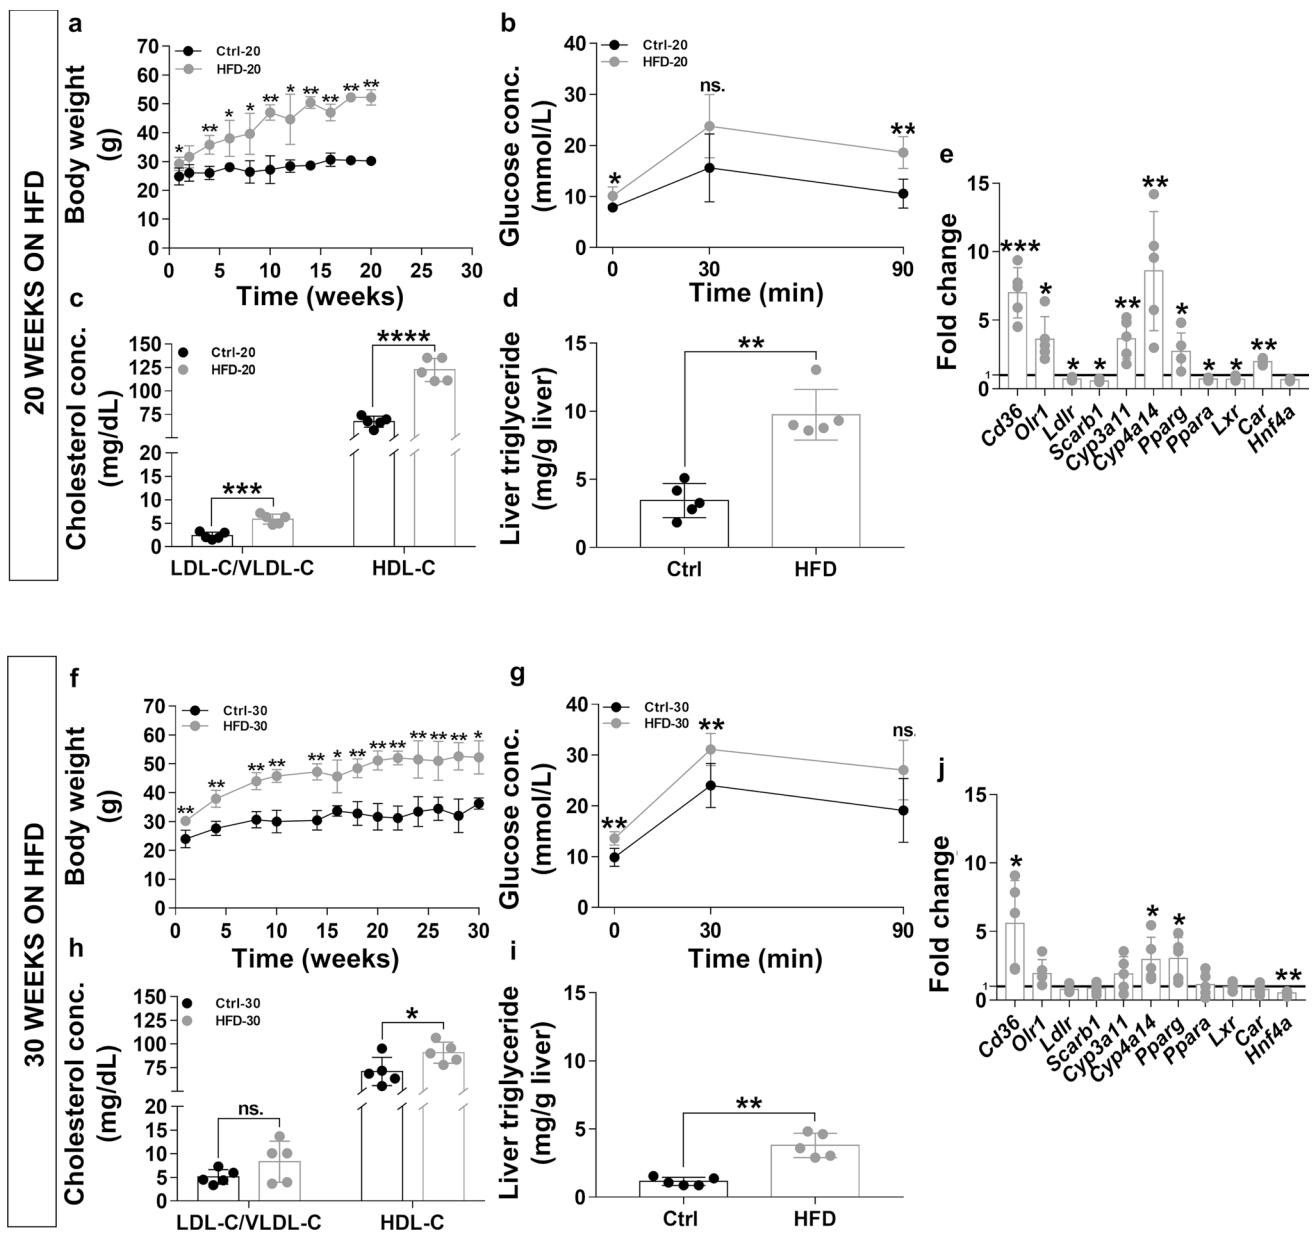 20 WEEKS ON HFD
a
Body weight
(g)
70
60
50
40
30
20
10
0
Ctrl-20
HFD-20
*
**
*
*
**
*
**
**
**
**
0
5
10
15
20
25
30
Time (weeks)
b
Glucose conc.
(mmol/L)
40
30
20
10
0
Ctrl-20
HFD-20
*
ns.
**
0
30
90
Time (min)
c
Cholesterol conc.
(mg/dL)
150
125
100
75
20
15
10
5
0
Ctrl-20
HFD-20
***
****
LDL-C/VLDL-C
HDL-C
d
Liver triglyceride
(mg/g liver)
15
10
5
0
**
Ctrl
HFD
e
Fold change
15
10
5
1
0
***
*
*
*
**
**
*
*
*
**
Cd36
Olr1
Ldlr
Scarb1
Cyp3a11
Cyp4a14
Pparg
Ppara
Lxr
Car
Hnf4a
30 WEEKS ON HFD
f
Body weight
(g)
70
60
50
40
30
20
10
0
Ctrl-30
HFD-30
**
**
**
**
**
*
**
**
**
**
**
**
*
0
5
10
15
20
25
30
Time (weeks)
g
Glucose conc.
(mmol/L)
40
30
20
10
0
Ctrl-30
HFD-30
**
**
ns.
0
30
90
Time (min)
h
Cholesterol conc.
(mg/dL)
150
125
100
75
20
15
10
5
0
Ctrl-30
HFD-30
ns.
*
LDL-C/VLDL-C
HDL-C
i
Liver triglyceride
(mg/g liver)
15
10
5
0
**
Ctrl
HFD
j
Fold change
15
10
5
1
0
*
*
*
**
Cd36
Olr1
Ldlr
Scarb1
Cyp3a11
Cyp4a14
Pparg
Ppara
Lxr
Car
Hnf4a